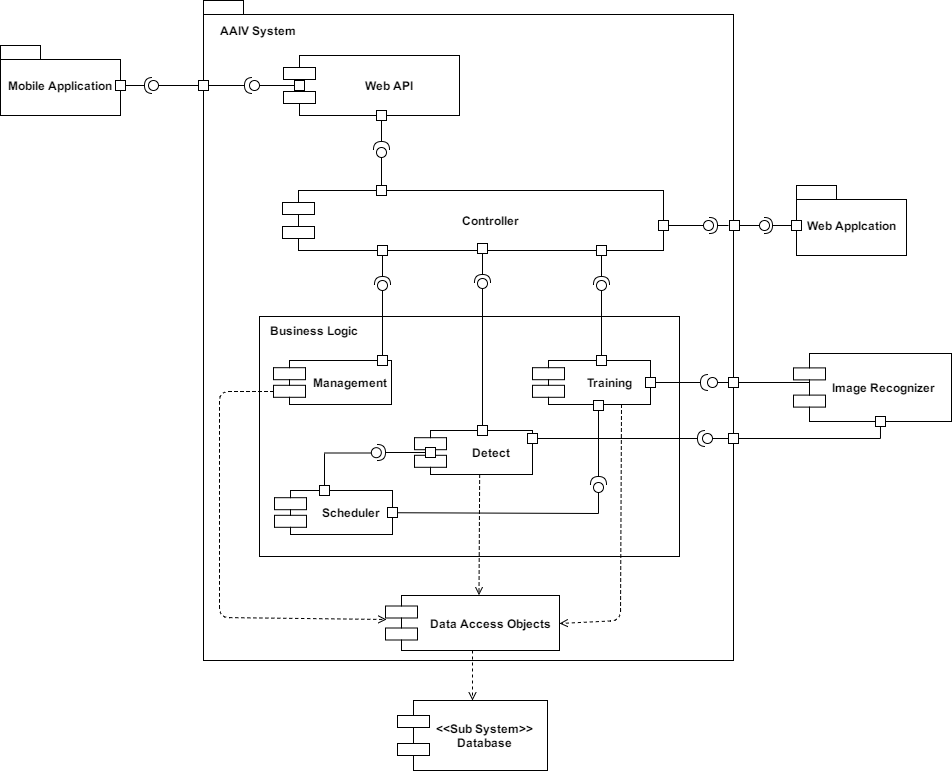 AAIV System
Mobile Application
Web API
Controller
Web Applcation
Business Logic
Management
Training
Image Recognizer
Detect
Scheduler
Data Access Objects
<<Sub System>>
Database